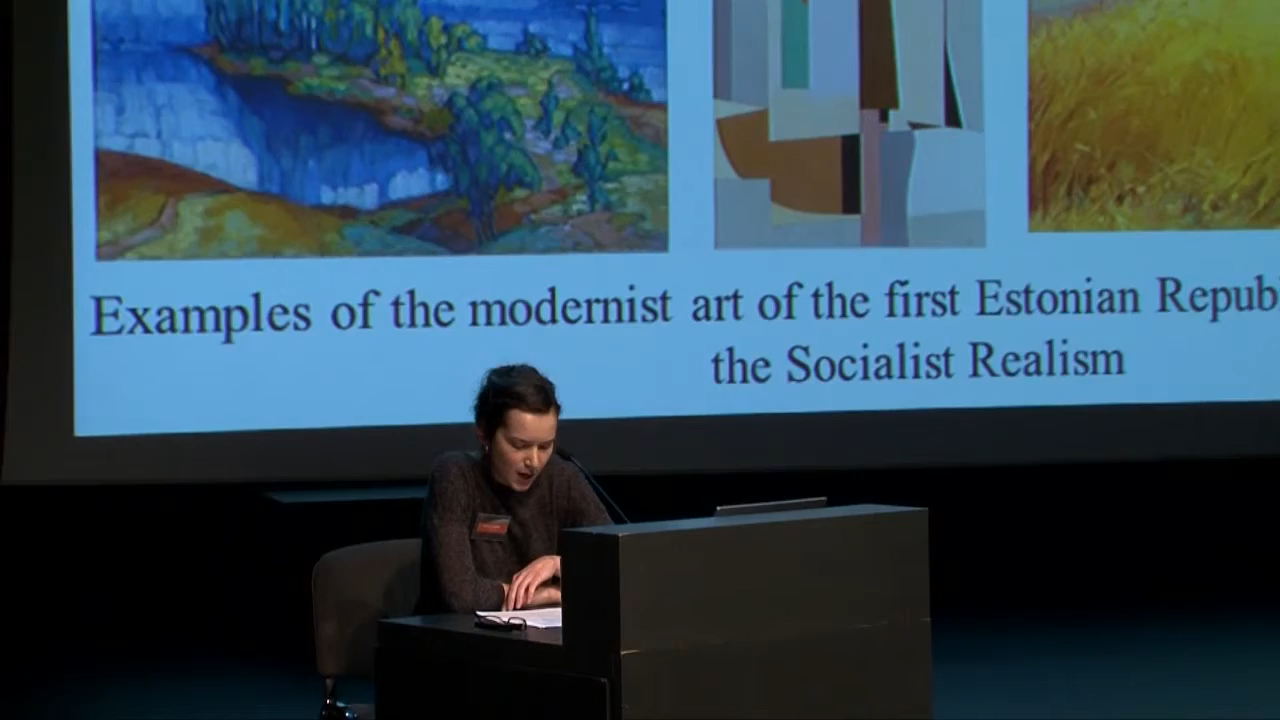 Examples of the modernist art of the first Estonian Repub
the Socialist Realism